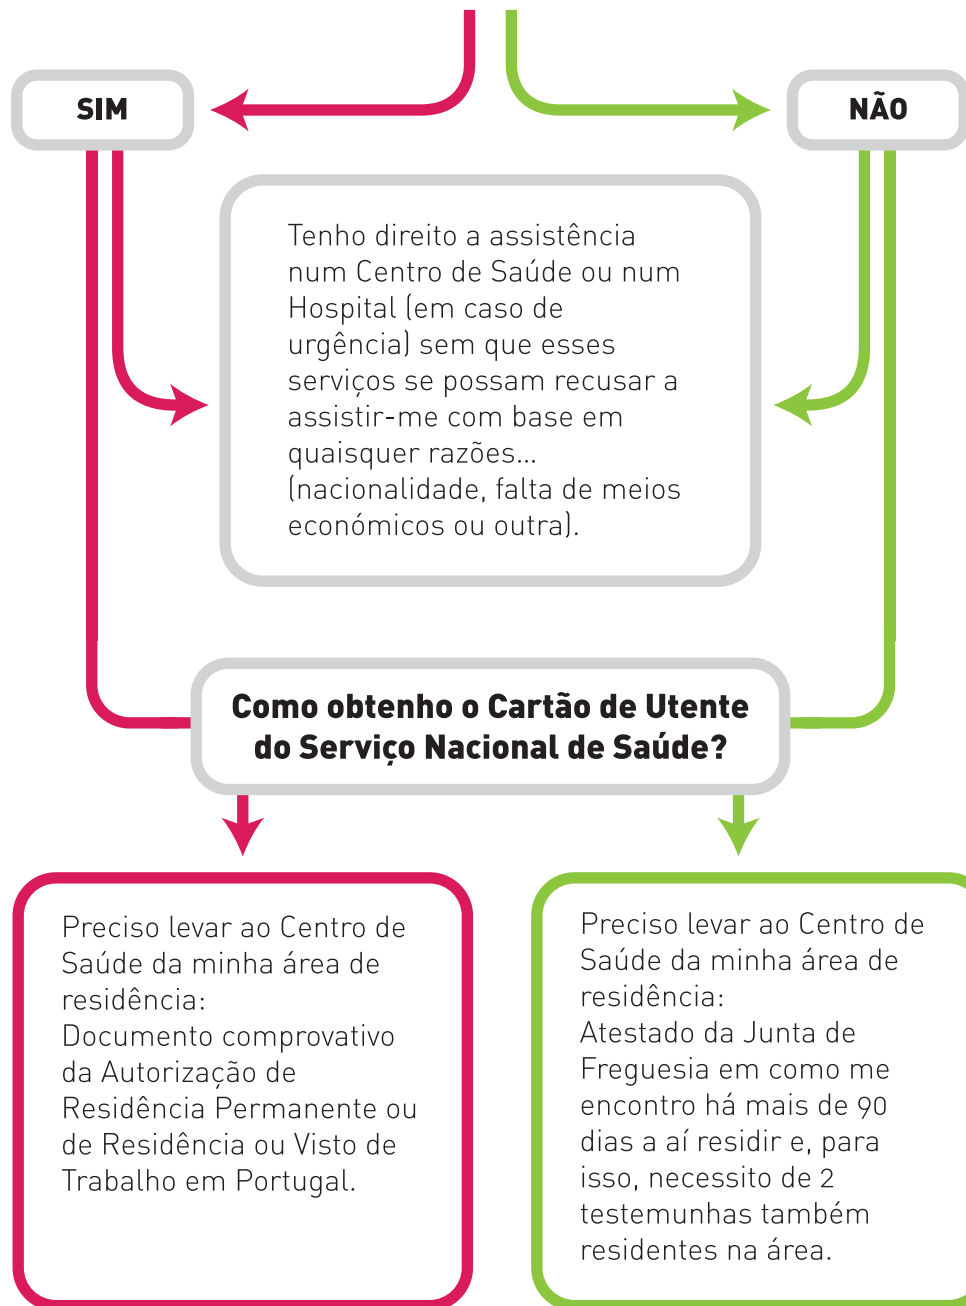 SIM
NÃO
Tenho direito a assistência
num Centro de Saúde ou num
Hospital (em caso de
urgência) sem que esses
serviços se possam recusar a
assistir-me com base em
quaisquer razões...
(nacionalidade, falta de meios
económicos ou outra).
Como obtenho o Cartão de Utente
do Serviço Nacional de Saúde?
Preciso levar ao Centro de
Saúde da minha área de
residência:
Documento comprovativo
da Autorização de
Residência Permanente ou
de Residência ou Visto de
Trabalho em Portugal.
Preciso levar ao Centro de
Saúde da minha área de
residência:
Atestado da Junta de
Freguesia em como me
encontro há mais de 90
dias a aí residir e, para
isso, necessito de 2
testemunhas também
residentes na área.